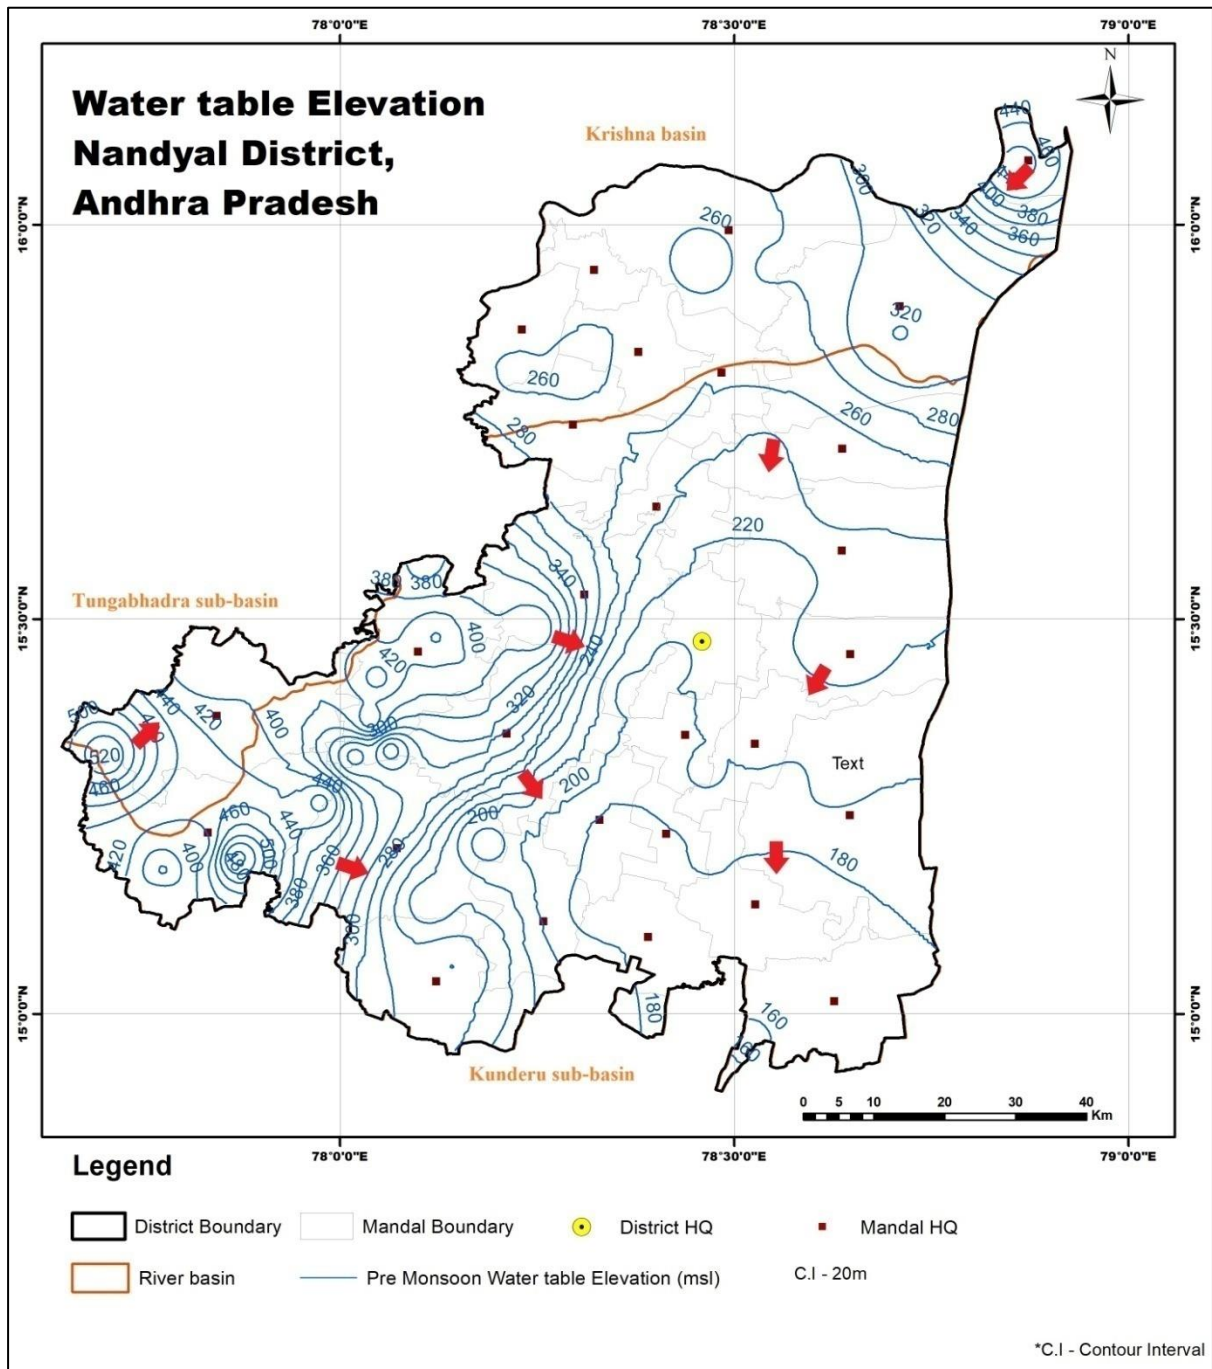 78°0'0"E
78°30'0"E
79°0'0"E
N
Water table Elevation
Nandyal District,
Andhra Pradesh
Krishna basin
440
460
400
380
360
340
320
300
260
16°0'0"N
16°0'0"N
320
260
280
260
280
220
340
380
380
Tungabhadra sub-basin
15°30'0"N
15°30'0"N
400
420
240
320
300
400
420
440
500
520
460
Text
200
440
460
440
200
180
500
420
400
360
280
380
300
180
160
160
15°0'0"N
15°0'0"N
Kunderu sub-basin
0 5 10 20 30 40
Km
78°0'0"E
78°30'0"E
79°0'0"E
Legend
District Boundary
Mandal Boundary
District HQ
Mandal HQ
River basin
Pre Monsoon Water table Elevation (msl)
C.I - 20m
*C.I - Contour Interval